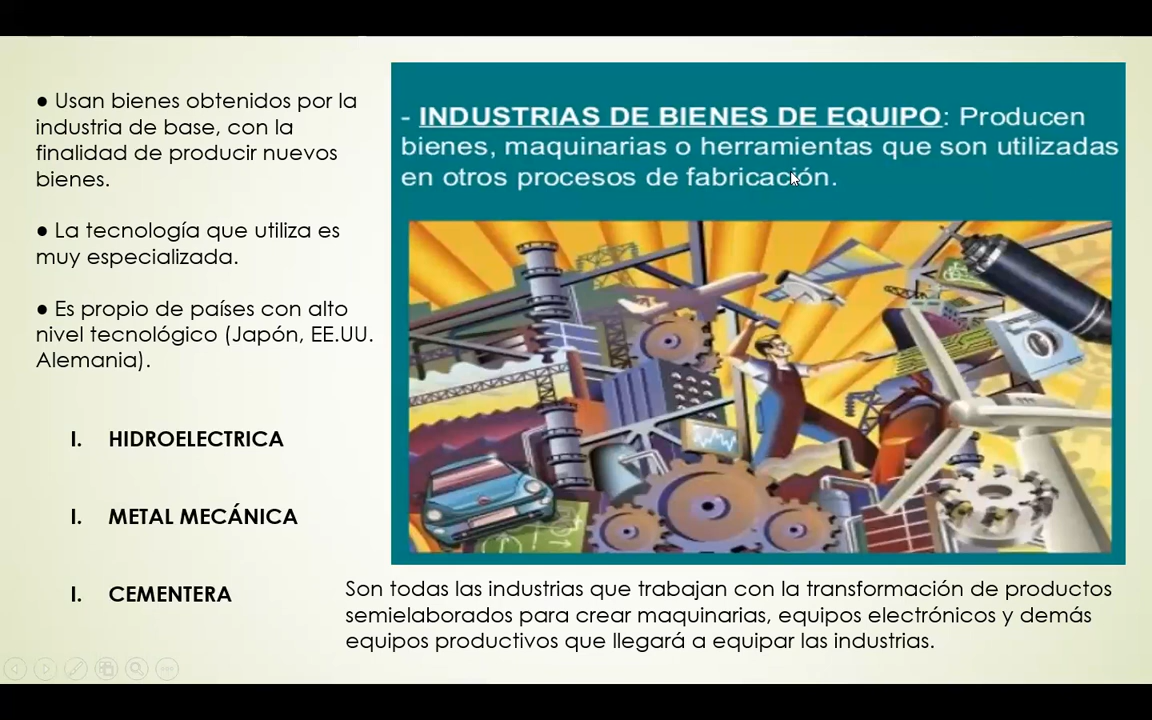 ● Usan bienes obtenidos por la
industria de base, con la
finalidad de producir nuevos
bienes.
● La tecnología que utiliza es
muy especializada.
● Es propio de países con alto
nivel tecnológico (Japón, EE.UU.
Alemania).
I. HIDROELECTRICA
I. METAL MECÁNICA
I. CEMENTERA
- INDUSTRIAS DE BIENES DE EQUIPO: Producen
bienes, maquinarias o herramientas que son utilizadas
en otros procesos de fabricación.
Son todas las industrias que trabajan con la transformación de productos
semielaborados para crear maquinarias, equipos electrónicos y demás
equipos productivos que llegará a equipar las industrias.